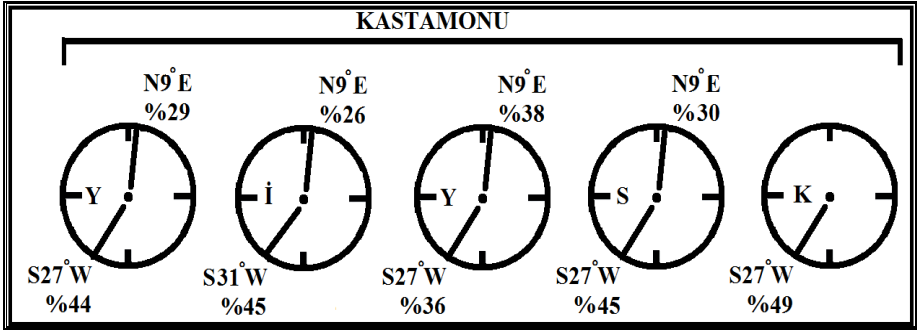 KASTAMONU
N9°E
%29
N9°E
%26
N9°E
%38
N9°E
%30
Y
İ
Y
S
K
S27°W
%44
S31°W
%45
S27°W
%36
S27°W
%45
S27°W
%49